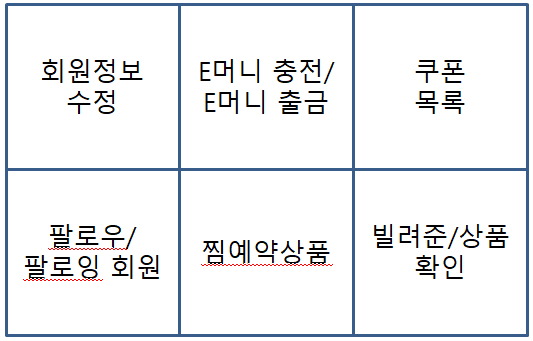 회원정보
수정
E머니 충전/
E머니 출금
쿠폰
목록
팔로우/
팔로잉 회원
찜예약상품
빌려준/상품
확인